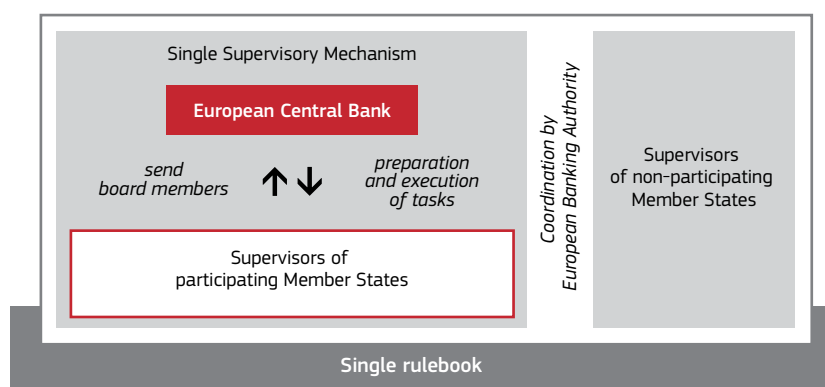 Single Supervisory Mechanism
European Central Bank
send
board members
preparation
and execution
of tasks
Supervisors of
participating Member States
Coordination by
European Banking Authority
Supervisors
of non-participating
Member States
Single rulebook